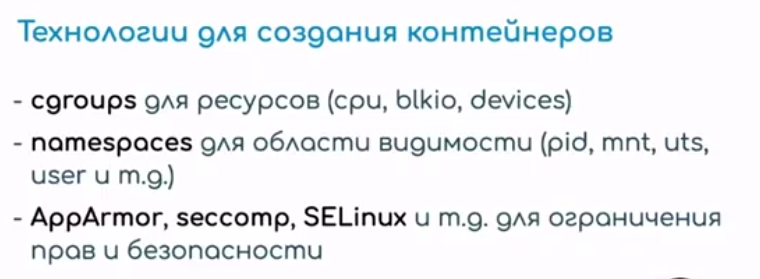 Технологии для создания контейнеров
- cgroups для ресурсов (cpu, blkio, devices)
- namespaces для области видимости (pid, mnt, uts,
user и т.д.)
- AppArmor, seccomp, SELinux и т.д. для ограничения
прав и безопасности